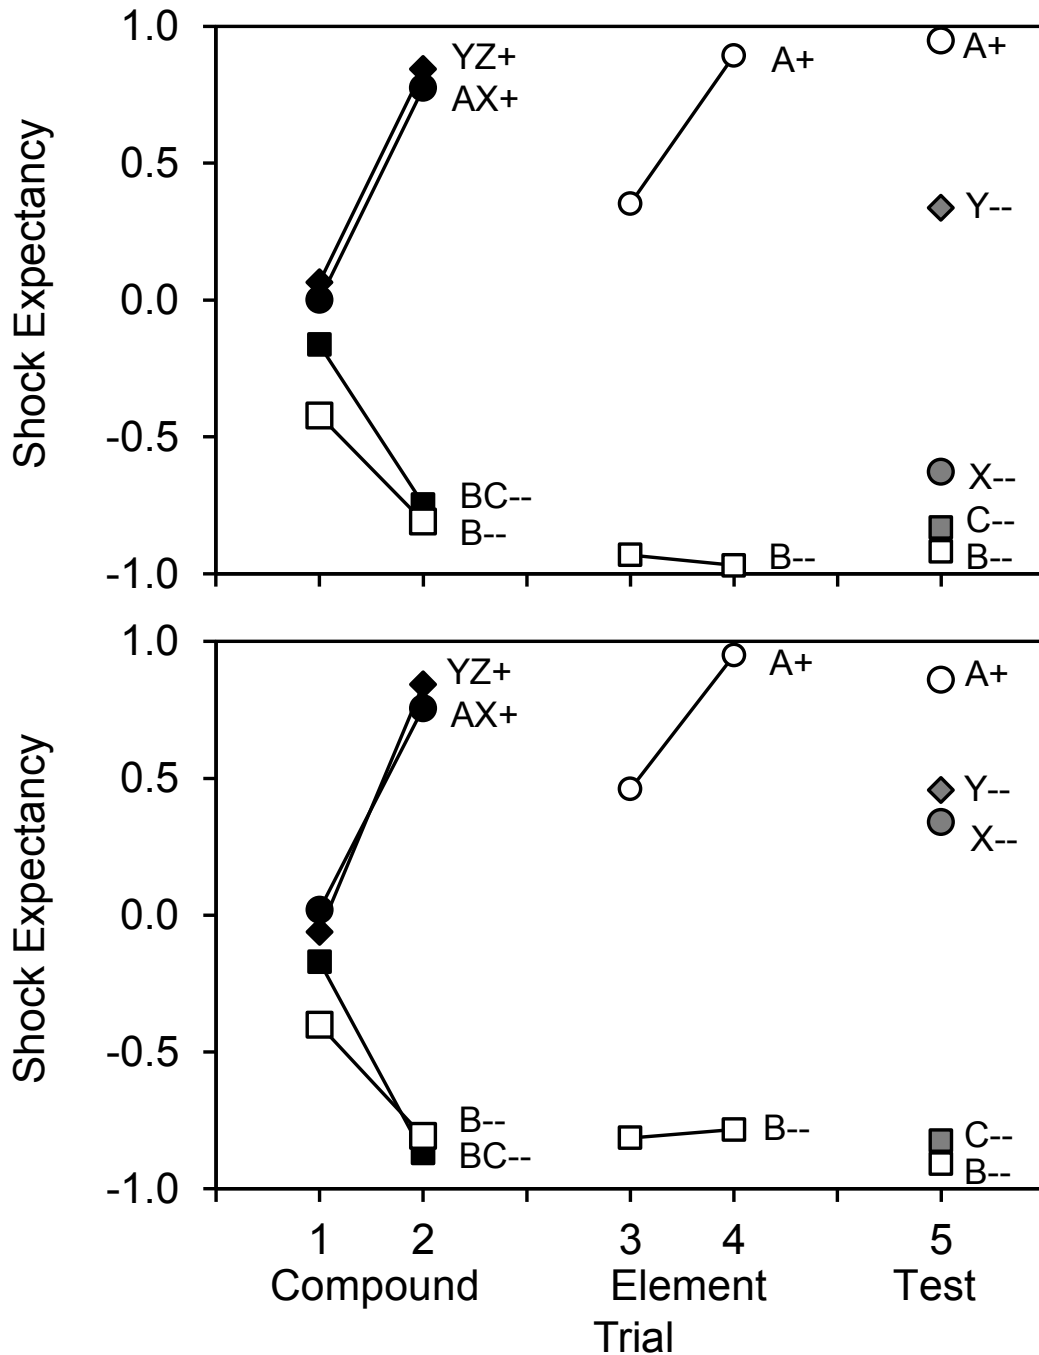 1.0
0.5
0.0
-0.5
-1.0
Shock Expectancy
YZ+
AX+
A+
A+
Y--
X--
BC--
B--
C--
B--
B--
1.0
0.5
0.0
-0.5
-1.0
Shock Expectancy
YZ+
AX+
A+
A+
Y--
X--
B--
BC--
B--
C--
B--
1 2 3 4 5
Compound Element Test
Trial